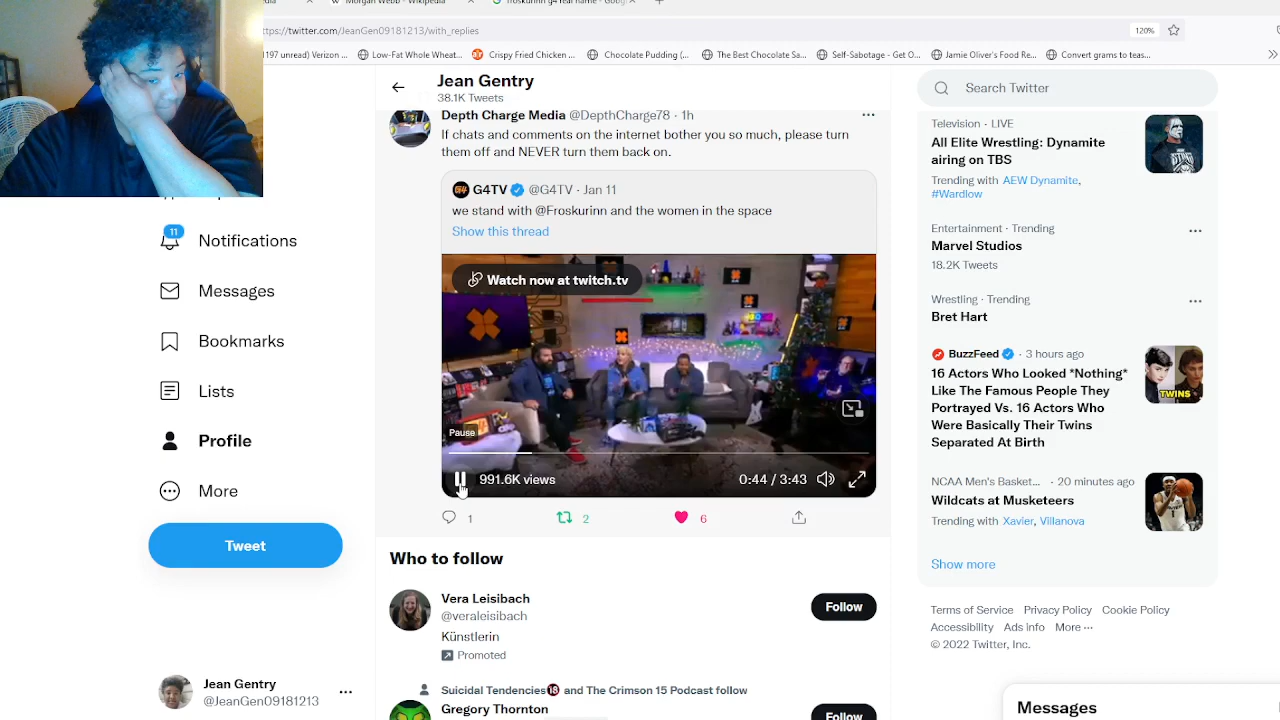 Morgan Webb - Wikipedia
froskurinn g4 real name - Goog
https://twitter.com/JeanGen09181213/with_replies
120%
197 unread) Verizon ...
Low-Fat Whole Wheat...
Crispy Fried Chicken ...
Chocolate Pudding (...
The Best Chocolate Sa...
Self-Sabotage - Get O...
Jamie Oliver's Food Re...
Convert grams to teas...
Jean Gentry
38.1K Tweets
Search Twitter
Notifications
11
Messages
Bookmarks
Lists
Profile
More
Tweet
Jean Gentry
@JeanGen09181213
Depth Charge Media @DepthCharge78 · 1h
If chats and comments on the internet bother you so much, please turn
them off and NEVER turn them back on.
G4TV @G4TV · Jan 11
we stand with @Froskurinn and the women in the space
Show this thread
Watch now at twitch.tv
Pause
991.6K views
0:44 / 3:43
1
2
6
Who to follow
Vera Leisibach
@veraleisibach
Künstlerin
Promoted
Follow
Suicidal Tendencies🔞 and The Crimson 15 Podcast follow
Gregory Thornton
Follow
Television · LIVE
All Elite Wrestling: Dynamite
airing on TBS
Trending with AEW Dynamite,
#Wardlow
Entertainment · Trending
Marvel Studios
18.2K Tweets
Wrestling · Trending
Bret Hart
BuzzFeed · 3 hours ago
16 Actors Who Looked *Nothing*
Like The Famous People They
Portrayed Vs. 16 Actors Who
Were Basically Their Twins
Separated At Birth
TWINS
NCAA Men's Basket... · 20 minutes ago
Wildcats at Musketeers
Trending with Xavier, Villanova
Show more
Terms of Service Privacy Policy Cookie Policy
Accessibility Ads info More ···
© 2022 Twitter, Inc.
Messages